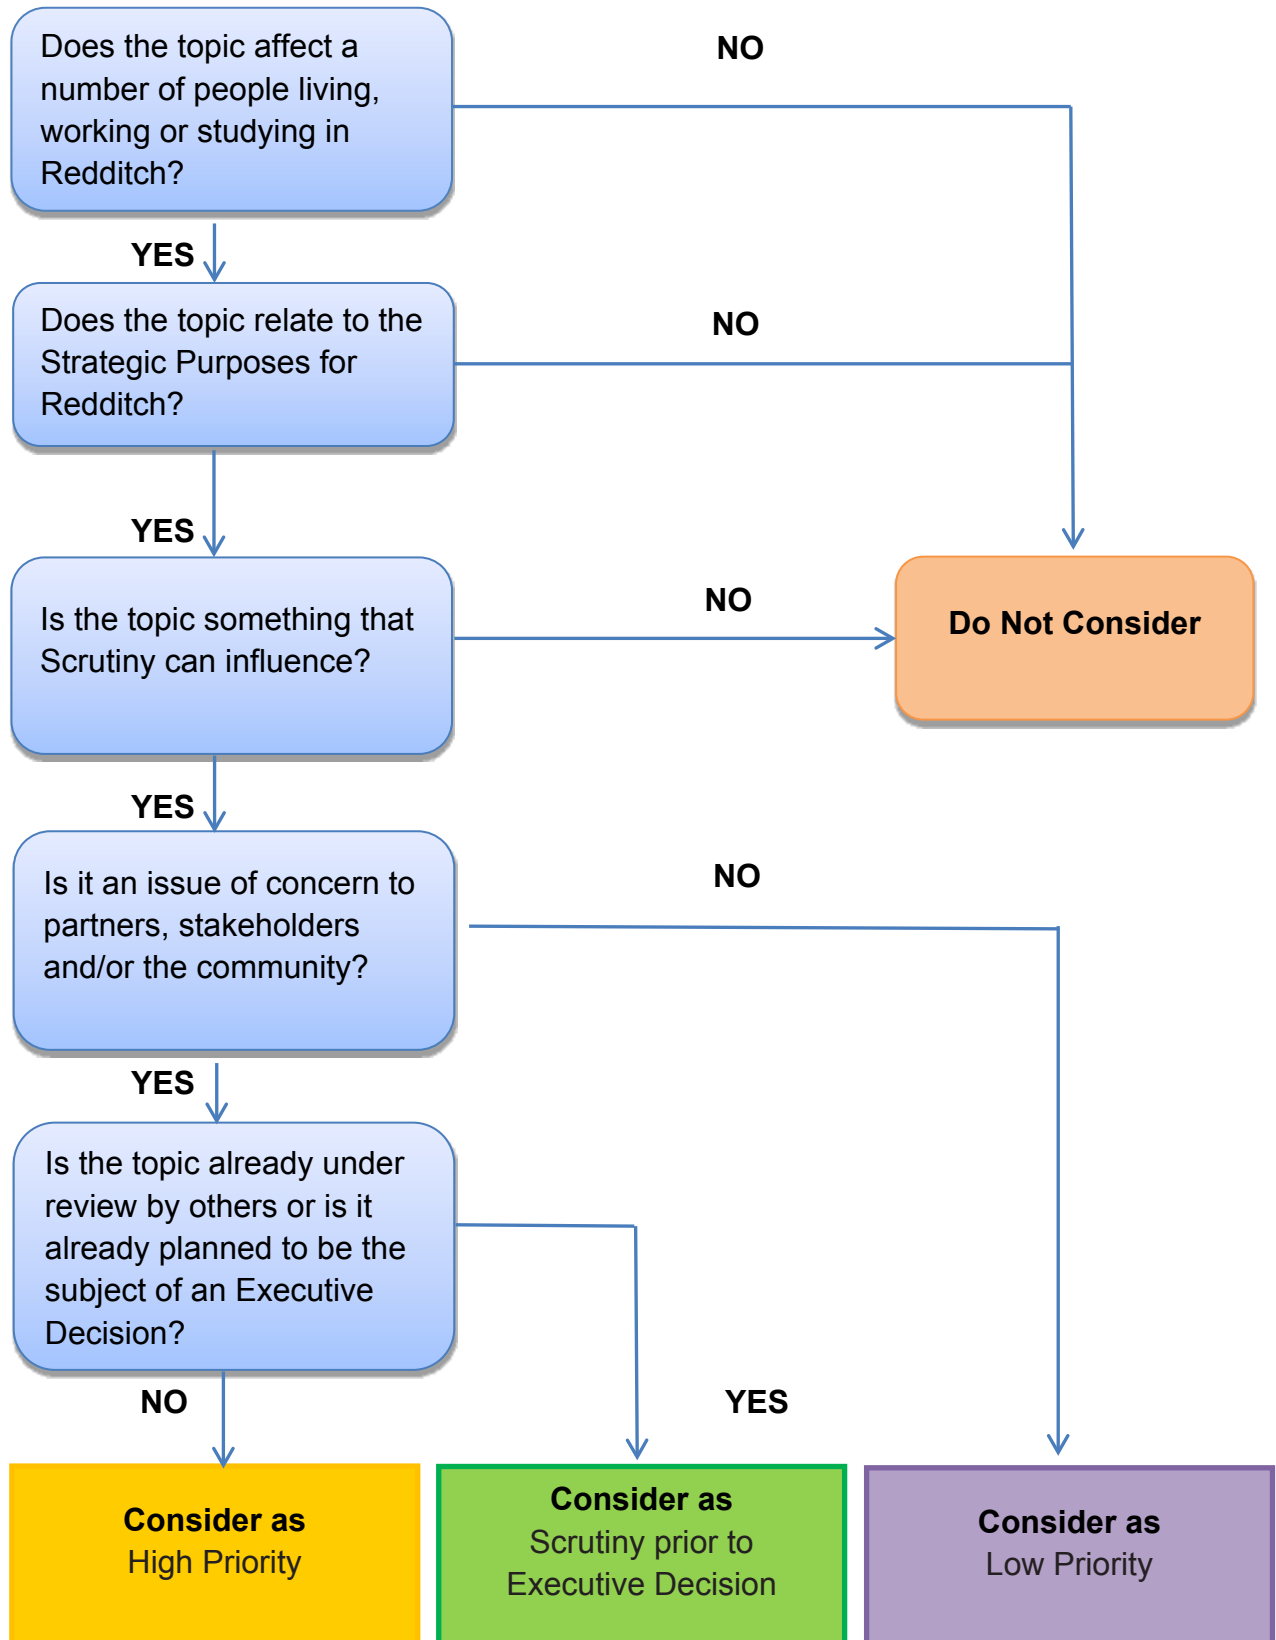 Does the topic affect a
number of people living,
working or studying in
Redditch?
NO
YES
Does the topic relate to the
Strategic Purposes for
Redditch?
NO
YES
Is the topic something that
Scrutiny can influence?
NO
Do Not Consider
YES
Is it an issue of concern to
partners, stakeholders
and/or the community?
NO
YES
Is the topic already under
review by others or is it
already planned to be the
subject of an Executive
Decision?
NO
YES
Consider as
High Priority
Consider as
Scrutiny prior to
Executive Decision
Consider as
Low Priority